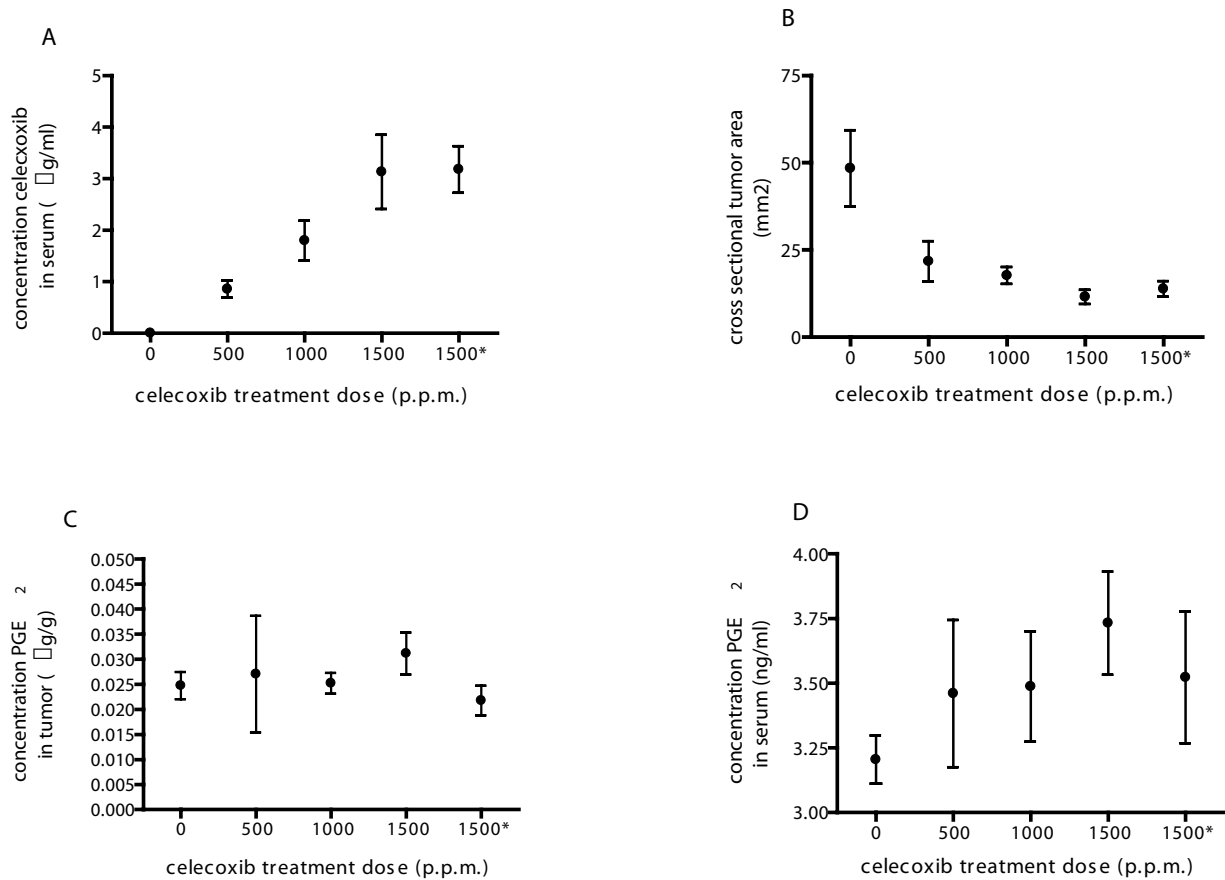 A
concentration celecxoxib
in serum ( □g/ml)
5
4
3
2
1
0
0 500 1000 1500 1500*
celecoxib treatment dose (p.p.m.)
B
cross sectional tumor area
(mm2)
75
50
25
0
0 500 1000 1500 1500*
celecoxib treatment dose (p.p.m.)
C
concentration PGE 2
in tumor ( □g/g)
0.050
0.045
0.040
0.035
0.030
0.025
0.020
0.015
0.010
0.005
0.000
0 500 1000 1500 1500*
celecoxib treatment dose (p.p.m.)
D
concentration PGE 2
in serum (ng/ml)
4.00
3.75
3.50
3.25
3.00
0 500 1000 1500 1500*
celecoxib treatment dose (p.p.m.)